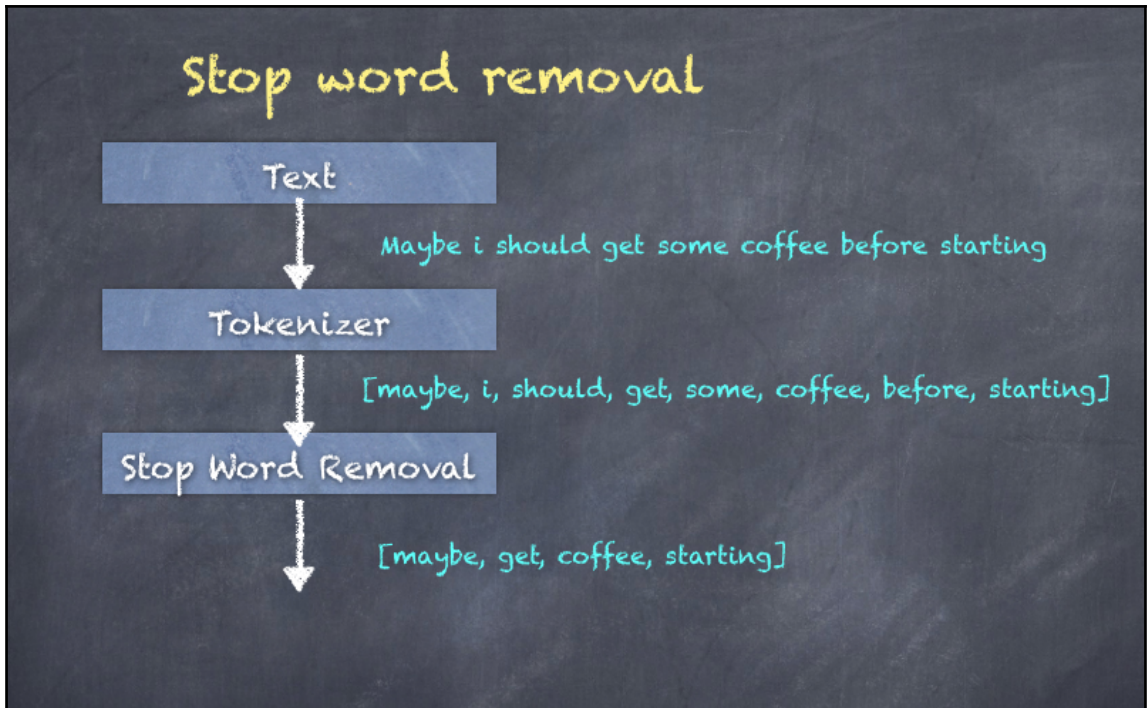 Stop word removal
Text
Maybe i should get some coffee before starting
Tokenizer
[maybe, i, should, get, some, coffee, before, starting]
Stop Word Removal
[maybe, get, coffee, starting]